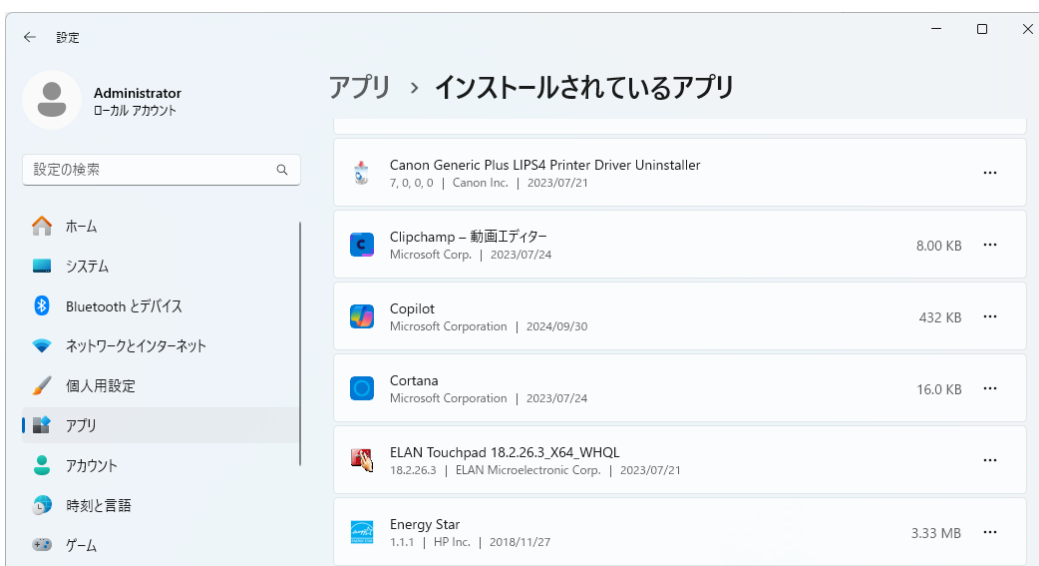 設定
Administrator
ローカル アカウント
設定の検索
ホーム
システム
Bluetooth とデバイス
ネットワークとインターネット
個人用設定
アプリ
アカウント
時刻と言語
ゲーム
アプリ › インストールされているアプリ
Canon Generic Plus LIPS4 Printer Driver Uninstaller
7, 0, 0, 0 | Canon Inc. | 2023/07/21
Clipchamp – 動画エディター
8.00 KB
Microsoft Corp. | 2023/07/24
Copilot
432 KB
Microsoft Corporation | 2024/09/30
Cortana
16.0 KB
Microsoft Corporation | 2023/07/24
ELAN Touchpad 18.2.26.3_X64_WHQL
18.2.26.3 | ELAN Microelectronic Corp. | 2023/07/21
Energy Star
3.33 MB
1.1.1 | HP Inc. | 2018/11/27